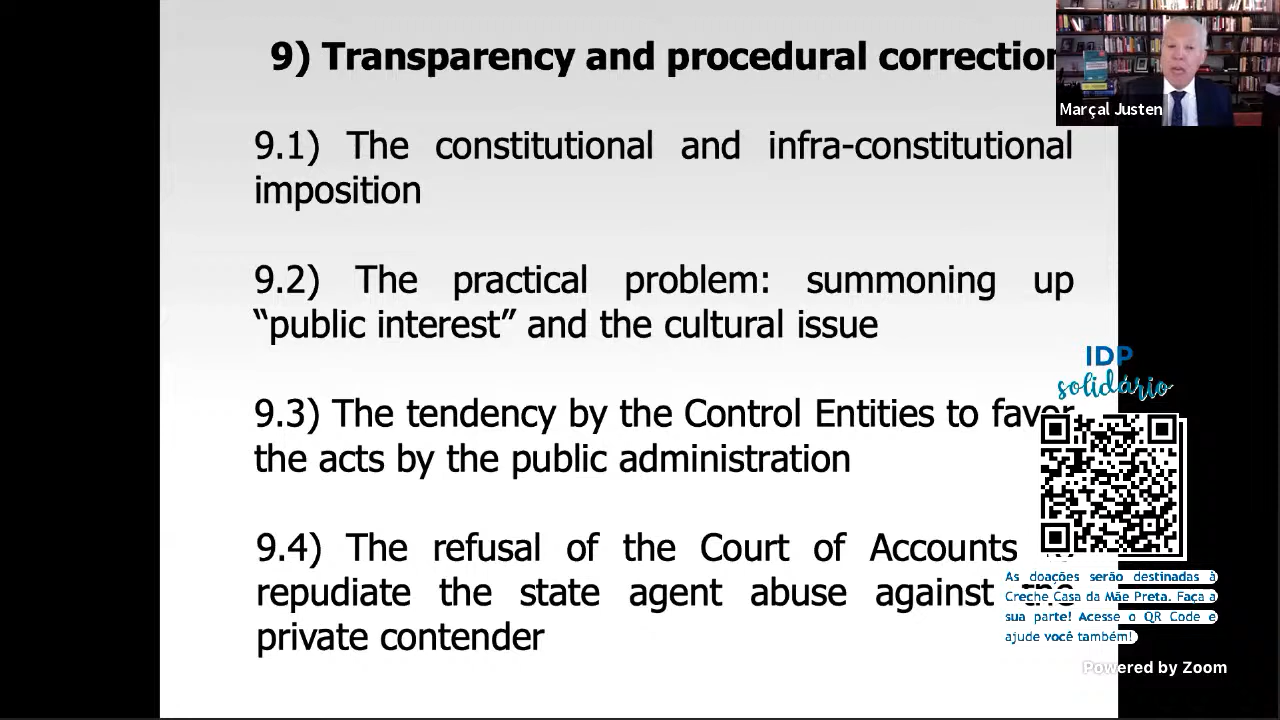 9) Transparency and procedural correction
Marçal Justen
9.1) The constitutional and infra-constitutional
imposition
9.2) The practical problem: summoning up
“public interest” and the cultural issue
9.3) The tendency by the Control Entities to favor
the acts by the public administration
9.4) The refusal of the Court of Accounts
repudiate the state agent abuse against the
private contender
IDP
solidário
As doações serão destinadas à
Creche Casa da Mãe Preta. Faça a
sua parte! Acesse o QR Code e
ajude você também!
Powered by Zoom